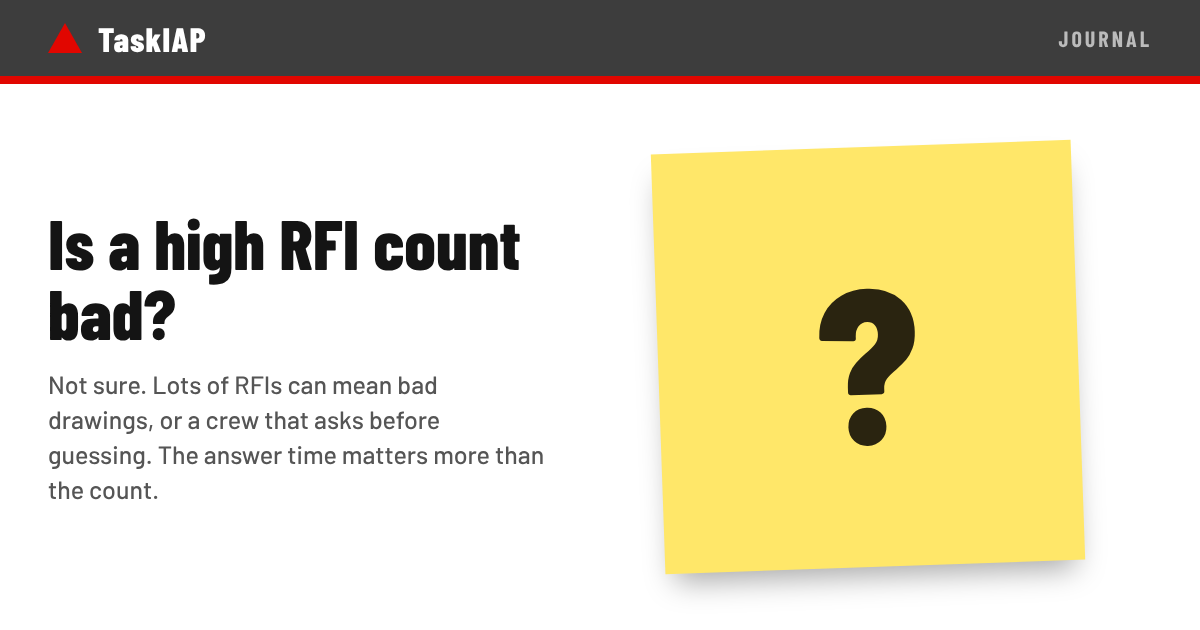 TaskIAP
JOURNAL
Is a high RFI count
bad?
Not sure. Lots of RFIs can mean bad
drawings, or a crew that asks before
guessing. The answer time matters more than
the count.
?